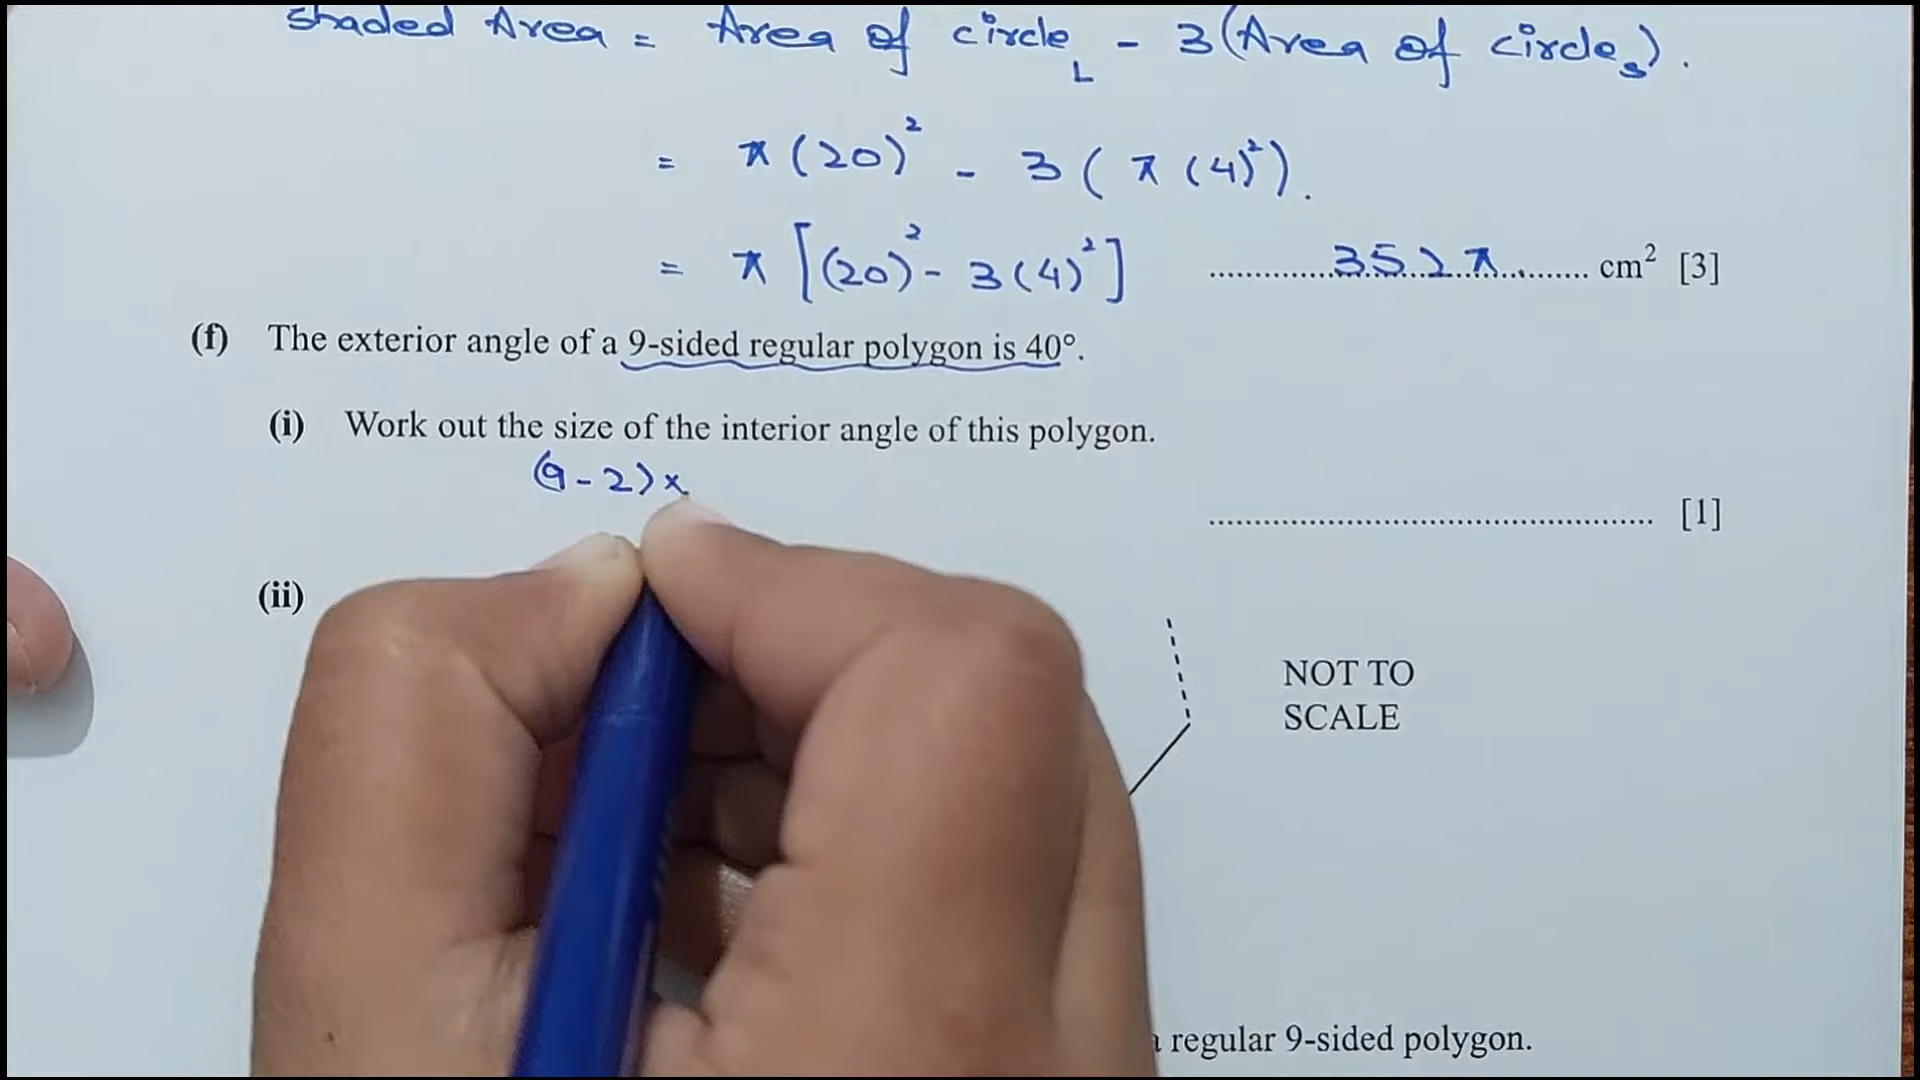 shaded Area = Area of circle L - 3(Area of circle s).
= π(20)² - 3(π(4)²).
= π[(20)² - 3(4)²] ..........352π.......... cm² [3]
(f) The exterior angle of a 9-sided regular polygon is 40°.
(i) Work out the size of the interior angle of this polygon.
(9-2)×
.................................................. [1]
(ii)
NOT TO
SCALE
regular 9-sided polygon.